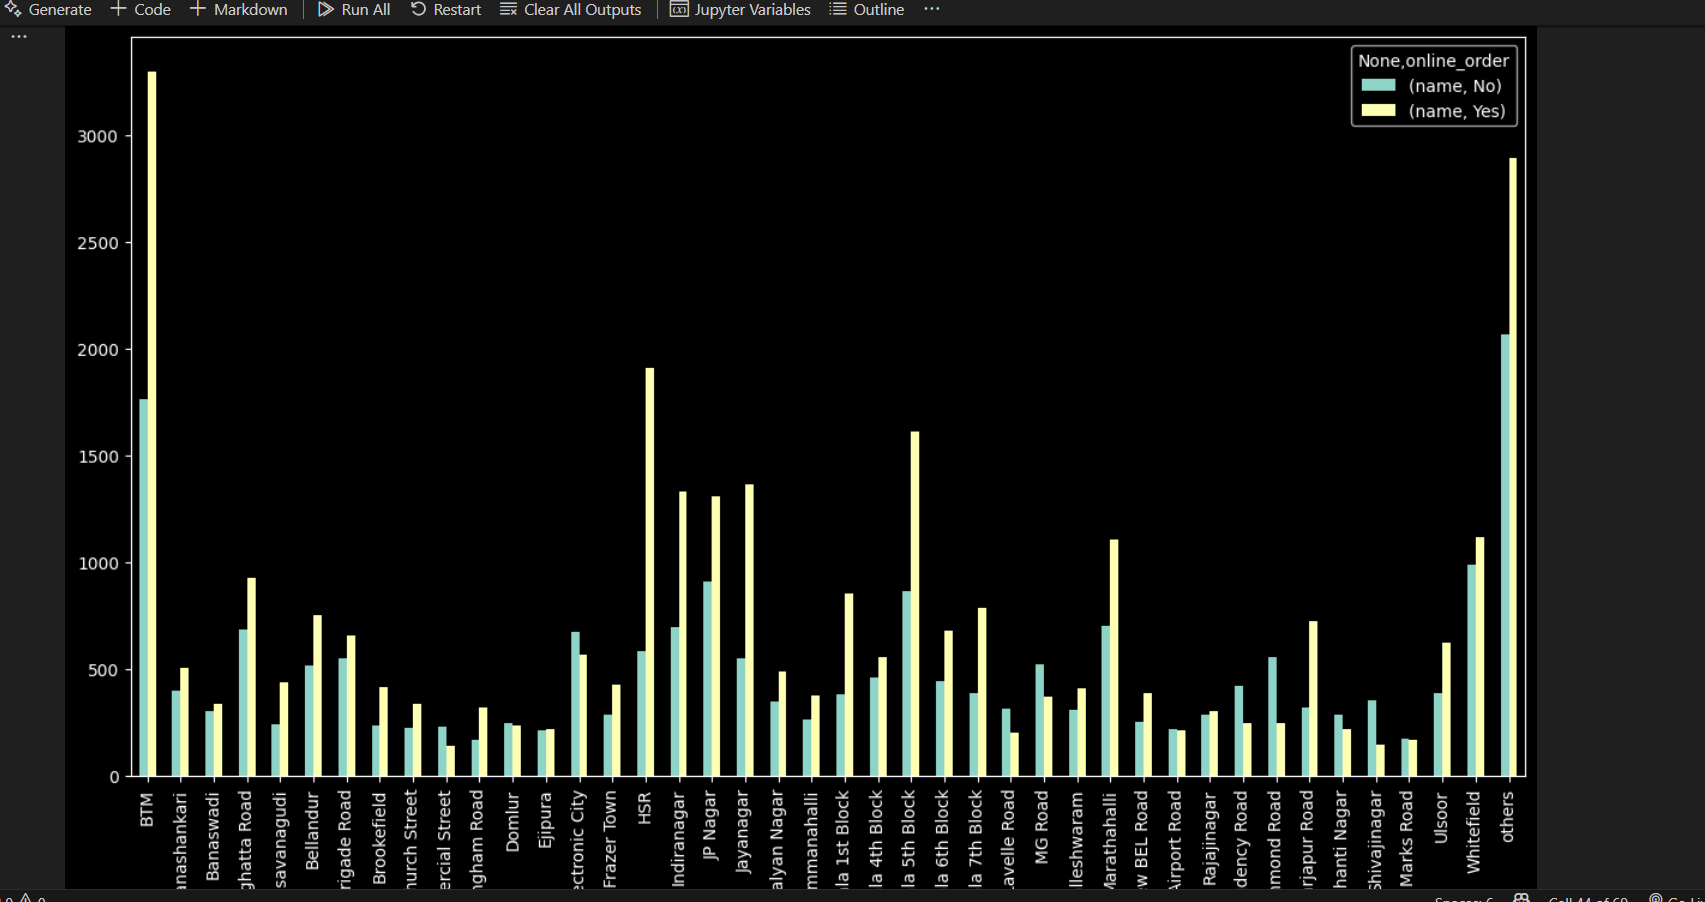 Generate + Code + Markdown Run All Restart Clear All Outputs Jupyter Variables Outline ...
...
None,online_order
(name, No)
(name, Yes)
3000
2500
2000
1500
1000
500
0
BTM
anashankari
Banaswadi
ghatta Road
savanagudi
Bellandur
rigade Road
Brookefield
hurch Street
ercial Street
ngham Road
Domlur
Ejipura
ectronic City
Frazer Town
HSR
Indiranagar
JP Nagar
Jayanagar
alyan Nagar
mmanahalli
la 1st Block
la 4th Block
la 5th Block
la 6th Block
la 7th Block
avelle Road
MG Road
lleshwaram
Marathahalli
w BEL Road
Airport Road
Rajajinagar
dency Road
mond Road
rjapur Road
hanti Nagar
Shivajinagar
Marks Road
Ulsoor
Whitefield
others